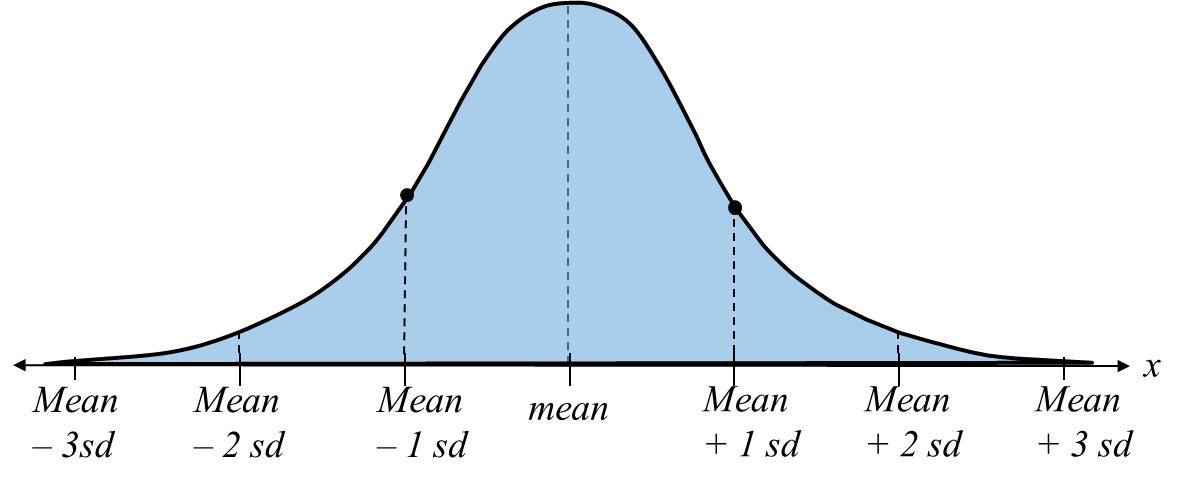 x
Mean
– 3sd
Mean
– 2 sd
Mean
– 1 sd
mean
Mean
+ 1 sd
Mean
+ 2 sd
Mean
+ 3 sd